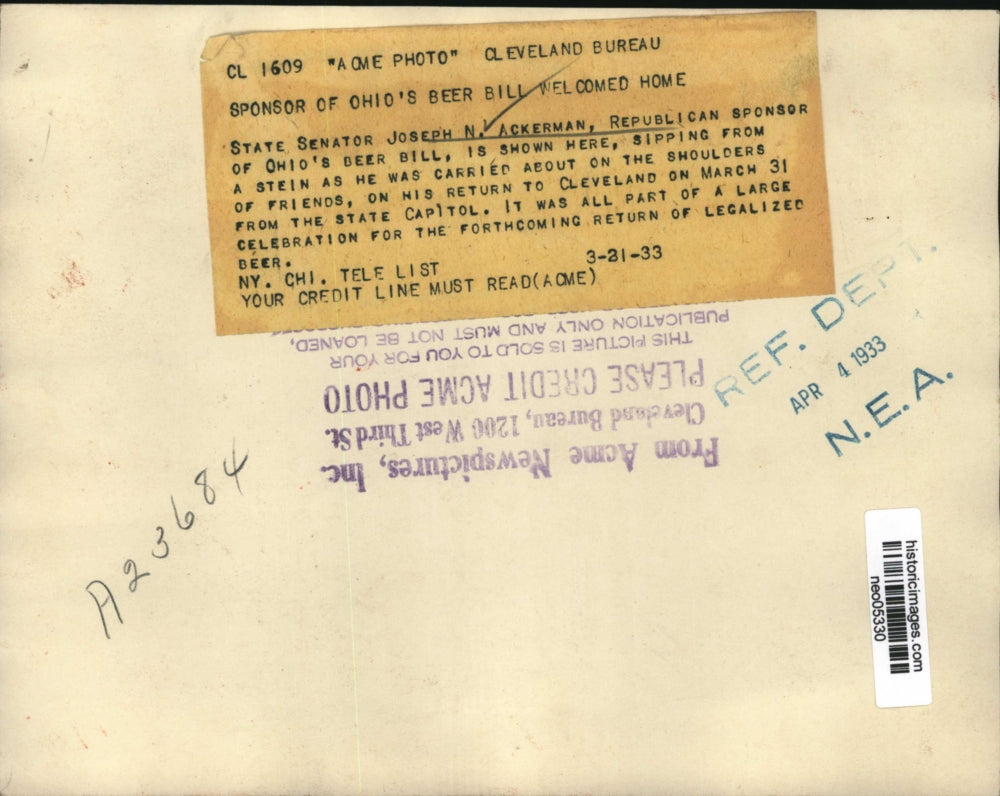 CL 1609 "ACME PHOTO" CLEVELAND BUREAU
SPONSOR OF OHIO'S BEER BILL WELCOMED HOME
STATE SENATOR JOSEPH N. ACKERMAN, REPUBLICAN SPONSOR
OF OHIO'S BEER BILL, IS SHOWN HERE, SIPPING FROM
A STEIN AS HE WAS CARRIED ABOUT ON THE SHOULDERS
OF FRIENDS, ON HIS RETURN TO CLEVELAND ON MARCH 31
FROM THE STATE CAPITOL. IT WAS ALL PART OF A LARGE
CELEBRATION FOR THE FORTHCOMING RETURN OF LEGALIZED
BEER.
NY. CHI. TELE LIST 3-21-33
YOUR CREDIT LINE MUST READ(ACME)
From Acme Newspictures, Inc.
Cleveland Bureau, 1200 West Third St.
PLEASE CREDIT ACME PHOTO
THIS PICTURE IS SOLD TO YOU FOR YOUR
PUBLICATION ONLY AND MUST NOT BE LOANED,
REF. DEPT.
APR 4 1933
N.E.A.
A23684
historicimages.com
neo05330